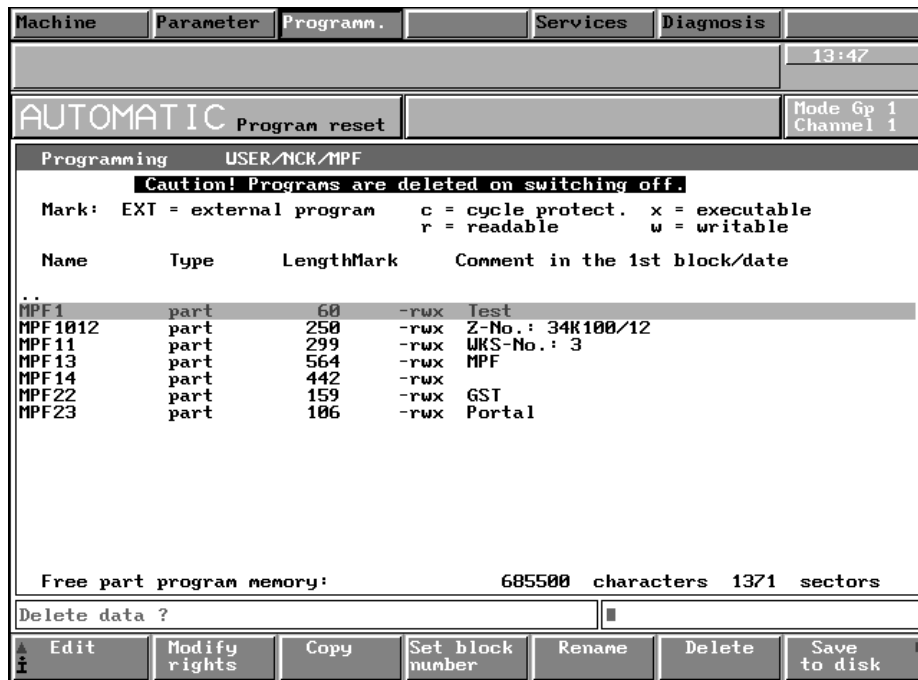 Machine Parameter Programm. Services Diagnosis
13:47
AUTOMATIC Program reset
Mode Gp 1
Channel 1
Programming USER/NCK/MPF
Caution! Programs are deleted on switching off.
Mark: EXT = external program c = cycle protect. x = executable
r = readable w = writable
Name Type LengthMark Comment in the 1st block/date
..
MPF1 part 60 -rwx Test
MPF1012 part 250 -rwx Z-No.: 34K100/12
MPF11 part 299 -rwx WKS-No.: 3
MPF13 part 564 -rwx MPF
MPF14 part 442 -rwx
MPF22 part 159 -rwx GST
MPF23 part 106 -rwx Portal
Free part program memory: 685500 characters 1371 sectors
Delete data ?
i Edit Modify rights Copy Set block number Rename Delete Save to disk